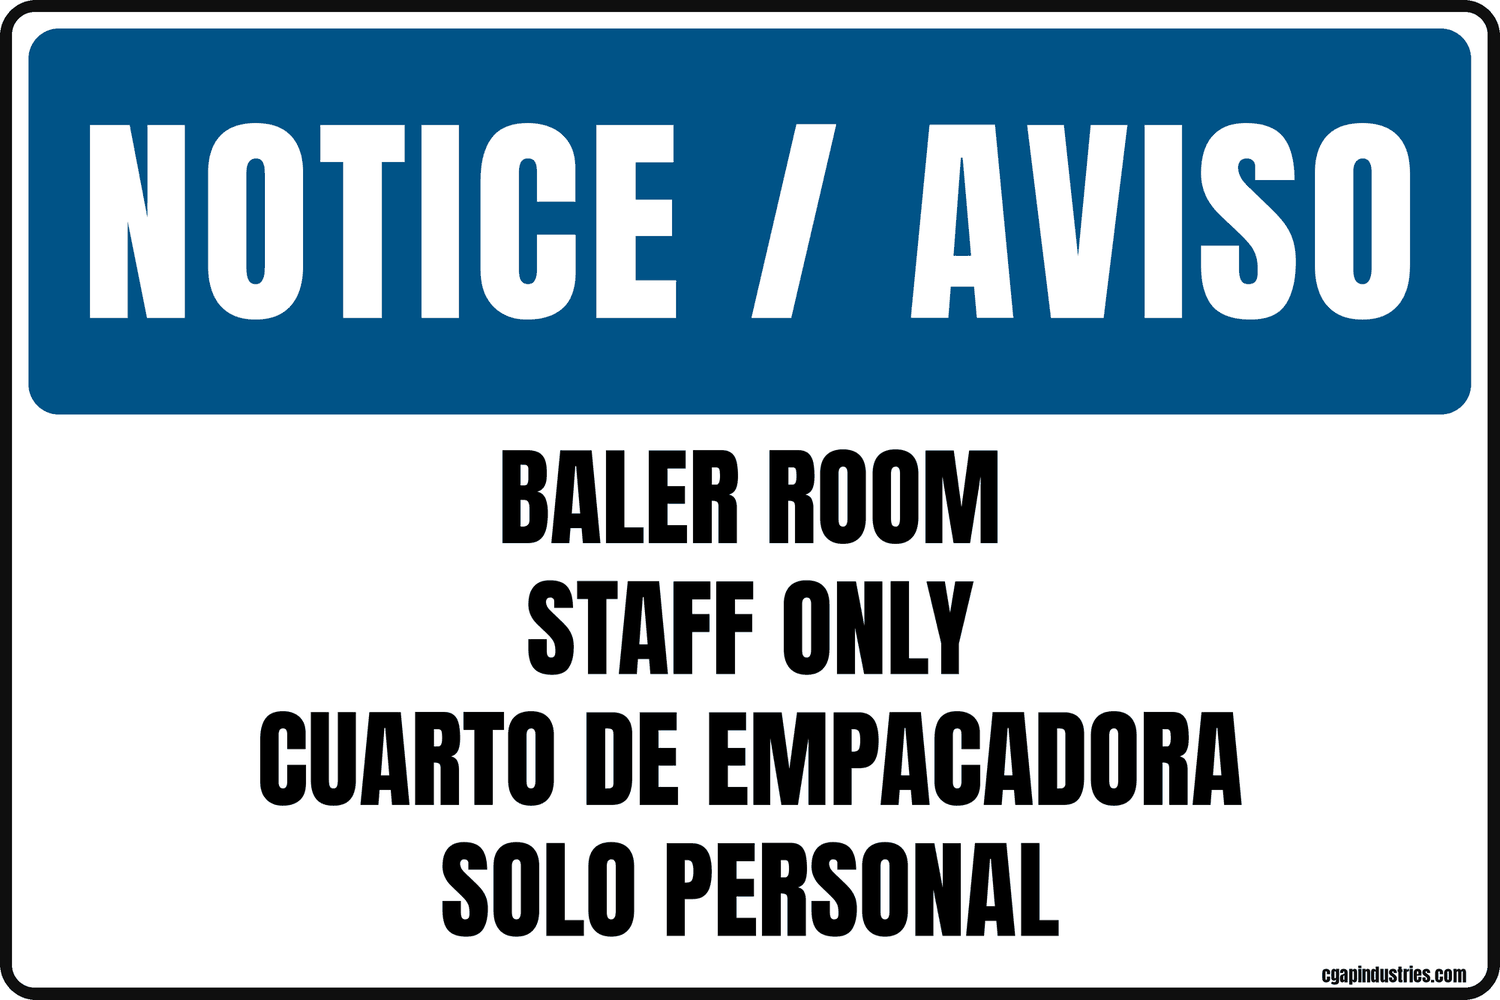 NOTICE / AVISO
BALER ROOM
STAFF ONLY
CUARTO DE EMPACADORA
SOLO PERSONAL
cgapindustries.com